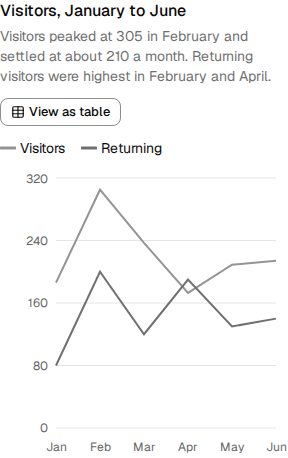 Visitors, January to June
Visitors peaked at 305 in February and
settled at about 210 a month. Returning
visitors were highest in February and April.
View as table
Visitors Returning
320
240
160
80
0
Jan Feb Mar Apr May Jun